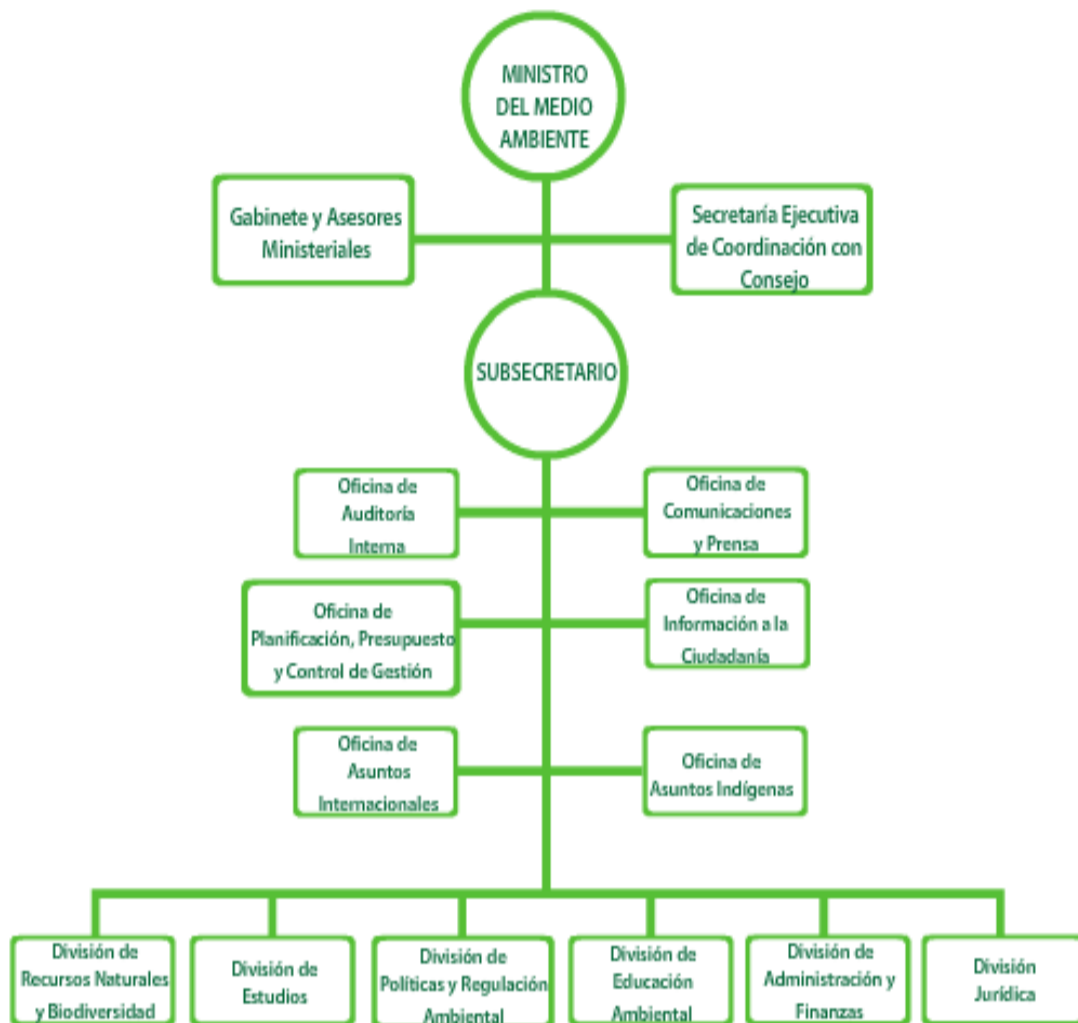 MINISTRO
DEL MEDIO
AMBIENTE
Gabinete y Asesores
Ministeriales
Secretaría Ejecutiva
de Coordinación con
Consejo
SUBSECRETARIO
Oficina de
Auditoría
Interna
Oficina de
Comunicaciones
y Prensa
Oficina de
Planificación, Presupuesto
y Control de Gestión
Oficina de
Información a la
Ciudadanía
Oficina de
Asuntos
Internacionales
Oficina de
Asuntos Indígenas
División de
Recursos Naturales
y Biodiversidad
División de
Estudios
División de
Políticas y Regulación
Ambiental
División de
Educación
Ambiental
División de
Administración y
Finanzas
División
Jurídica